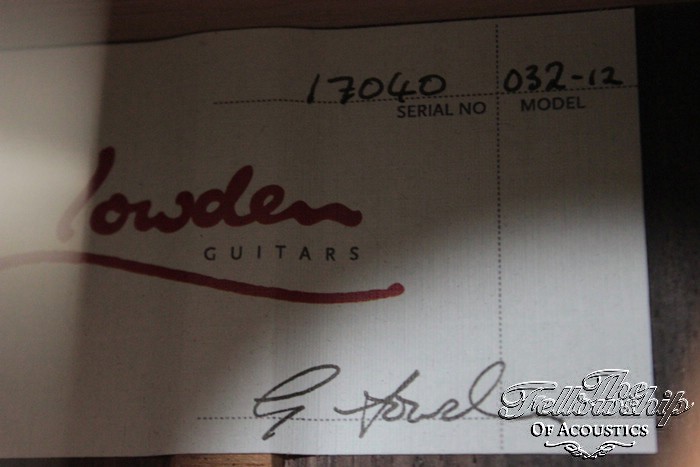 17040 032-12
SERIAL NO MODEL
lowden
GUITARS
The
Fellowship
OF ACOUSTICS